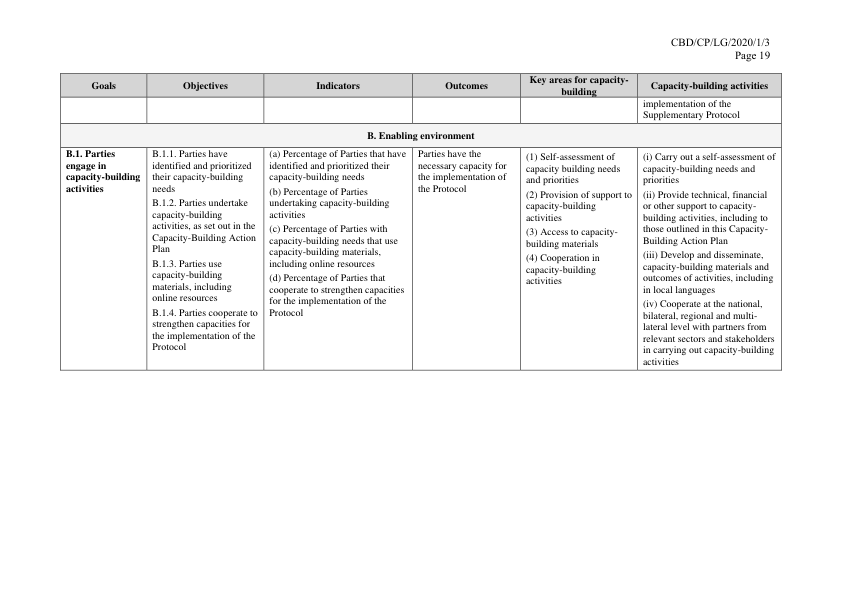 CBD/CP/LG/2020/1/3
Page 19
Goals
Objectives
Indicators
Outcomes
Key areas for capacity-
building
Capacity-building activities
implementation of the
Supplementary Protocol
B. Enabling environment
B.1. Parties
engage in
capacity-building
activities
B.1.1. Parties have
identified and prioritized
their capacity-building
needs
B.1.2. Parties undertake
capacity-building
activities, as set out in the
Capacity-Building Action
Plan
B.1.3. Parties use
capacity-building
materials, including
online resources
B.1.4. Parties cooperate to
strengthen capacities for
the implementation of the
Protocol
(a) Percentage of Parties that have
identified and prioritized their
capacity-building needs
(b) Percentage of Parties
undertaking capacity-building
activities
(c) Percentage of Parties with
capacity-building needs that use
capacity-building materials,
including online resources
(d) Percentage of Parties that
cooperate to strengthen capacities
for the implementation of the
Protocol
Parties have the
necessary capacity for
the implementation of
the Protocol
(1) Self-assessment of
capacity building needs
and priorities
(2) Provision of support to
capacity-building
activities
(3) Access to capacity-
building materials
(4) Cooperation in
capacity-building
activities
(i) Carry out a self-assessment of
capacity-building needs and
priorities
(ii) Provide technical, financial
or other support to capacity-
building activities, including to
those outlined in this Capacity-
Building Action Plan
(iii) Develop and disseminate,
capacity-building materials and
outcomes of activities, including
in local languages
(iv) Cooperate at the national,
bilateral, regional and multi-
lateral level with partners from
relevant sectors and stakeholders
in carrying out capacity-building
activities